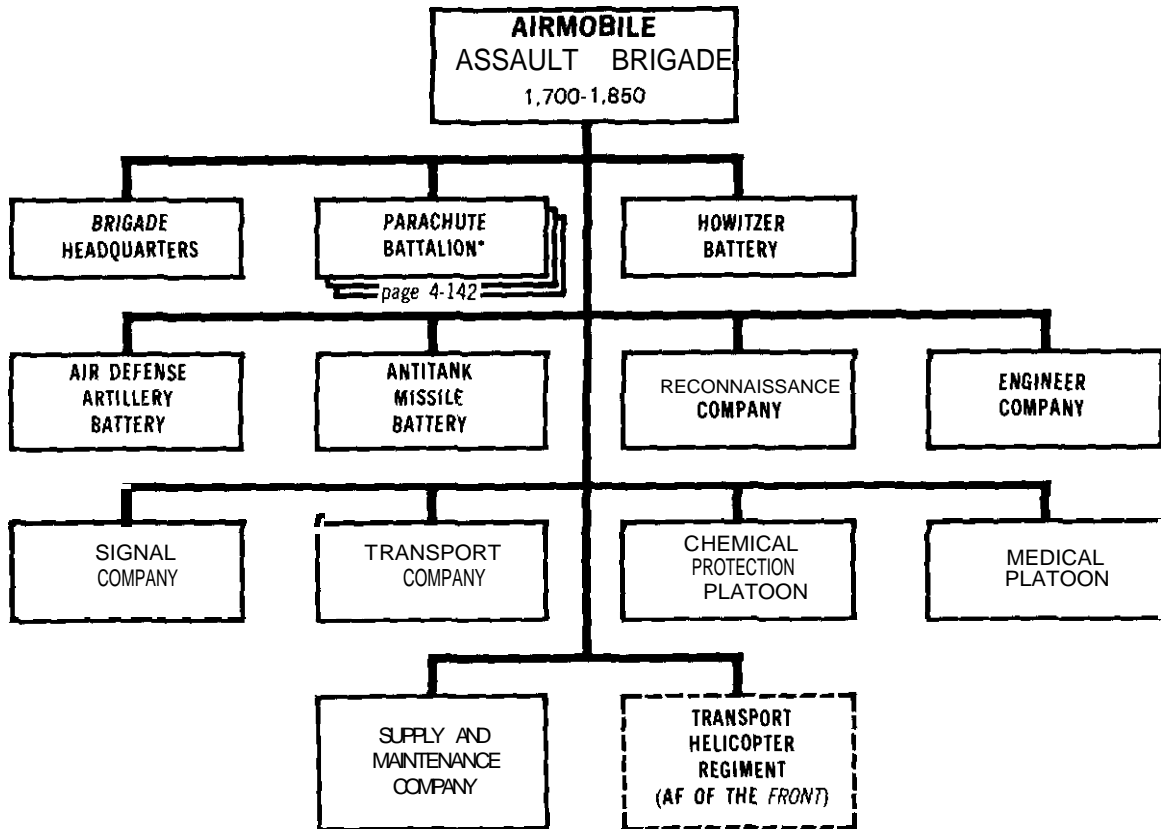 AIRMOBILE
ASSAULT BRIGADE
1,700-1,850
BRIGADE
HEADQUARTERS
PARACHUTE
BATTALION*
page 4-142
HOWITZER
BATTERY
AIR DEFENSE
ARTILLERY
BATTERY
ANTITANK
MISSILE
BATTERY
RECONNAISSANCE
COMPANY
ENGINEER
COMPANY
SIGNAL
COMPANY
TRANSPORT
COMPANY
CHEMICAL
PROTECTION
PLATOON
MEDICAL
PLATOON
SUPPLY AND
MAINTENANCE
COMPANY
TRANSPORT
HELICOPTER
REGIMENT
(AF OF THE FRONT)